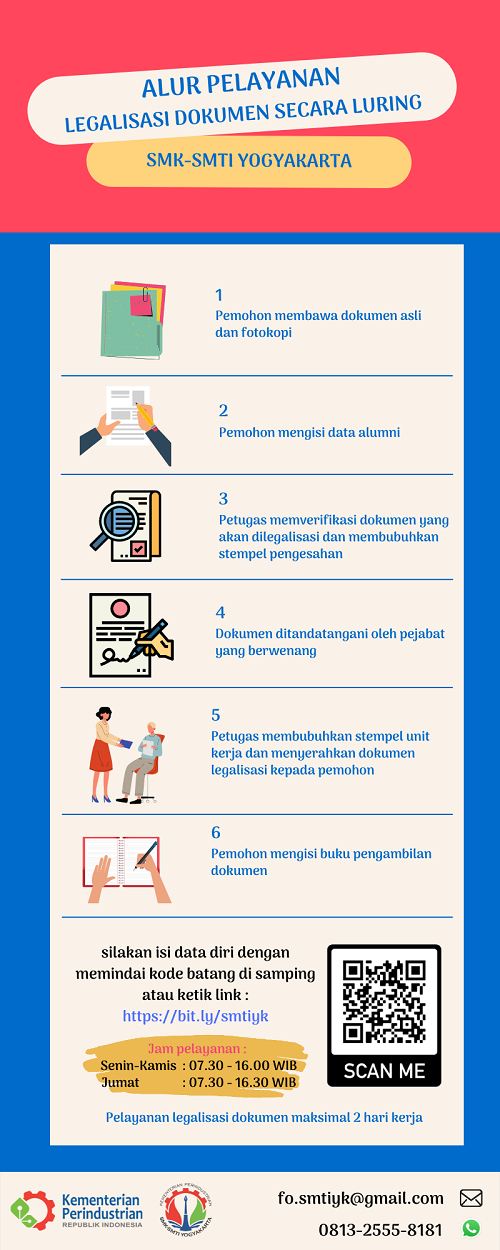 ALUR PELAYANAN
LEGALISASI DOKUMEN SECARA LURING
SMK-SMTI YOGYAKARTA
1
Pemohon membawa dokumen asli
dan fotokopi
2
Pemohon mengisi data alumni
3
Petugas memverifikasi dokumen yang
akan dilegalisasi dan membubuhkan
stempel pengesahan
4
Dokumen ditandatangani oleh pejabat
yang berwenang
5
Petugas membubuhkan stempel unit
kerja dan menyerahkan dokumen
legalisasi kepada pemohon
6
Pemohon mengisi buku pengambilan
dokumen
silakan isi data diri dengan
memindai kode batang di samping
atau ketik link :
https://bit.ly/smtiyk
Jam pelayanan :
Senin-Kamis : 07.30 - 16.00 WIB
Jumat : 07.30 - 16.30 WIB
SCAN ME
Pelayanan legalisasi dokumen maksimal 2 hari kerja
Kementerian
Perindustrian
REPUBLIK INDONESIA
KEMENTERIAN PERINDUSTRIAN
SMK-SMTI YOGYAKARTA
fo.smtiyk@gmail.com
0813-2555-8181